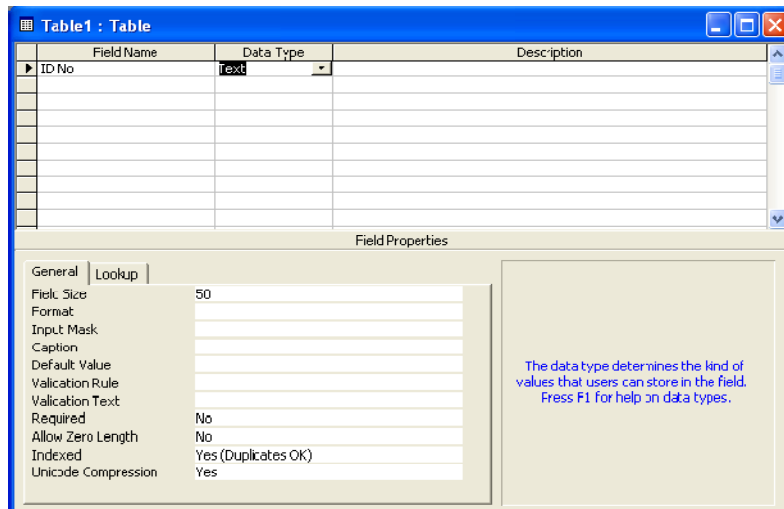 Table1 : Table
Field Name Data Type Description
ID No Text
Field Properties
General Lookup
Field Size 50
Format
Input Mask
Caption
Default Value
Validation Rule
Validation Text
Required No
Allow Zero Length No
Indexed Yes (Duplicates OK)
Unicode Compression Yes
The data type determines the kind of
values that users can store in the field.
Press F1 for help on data types.